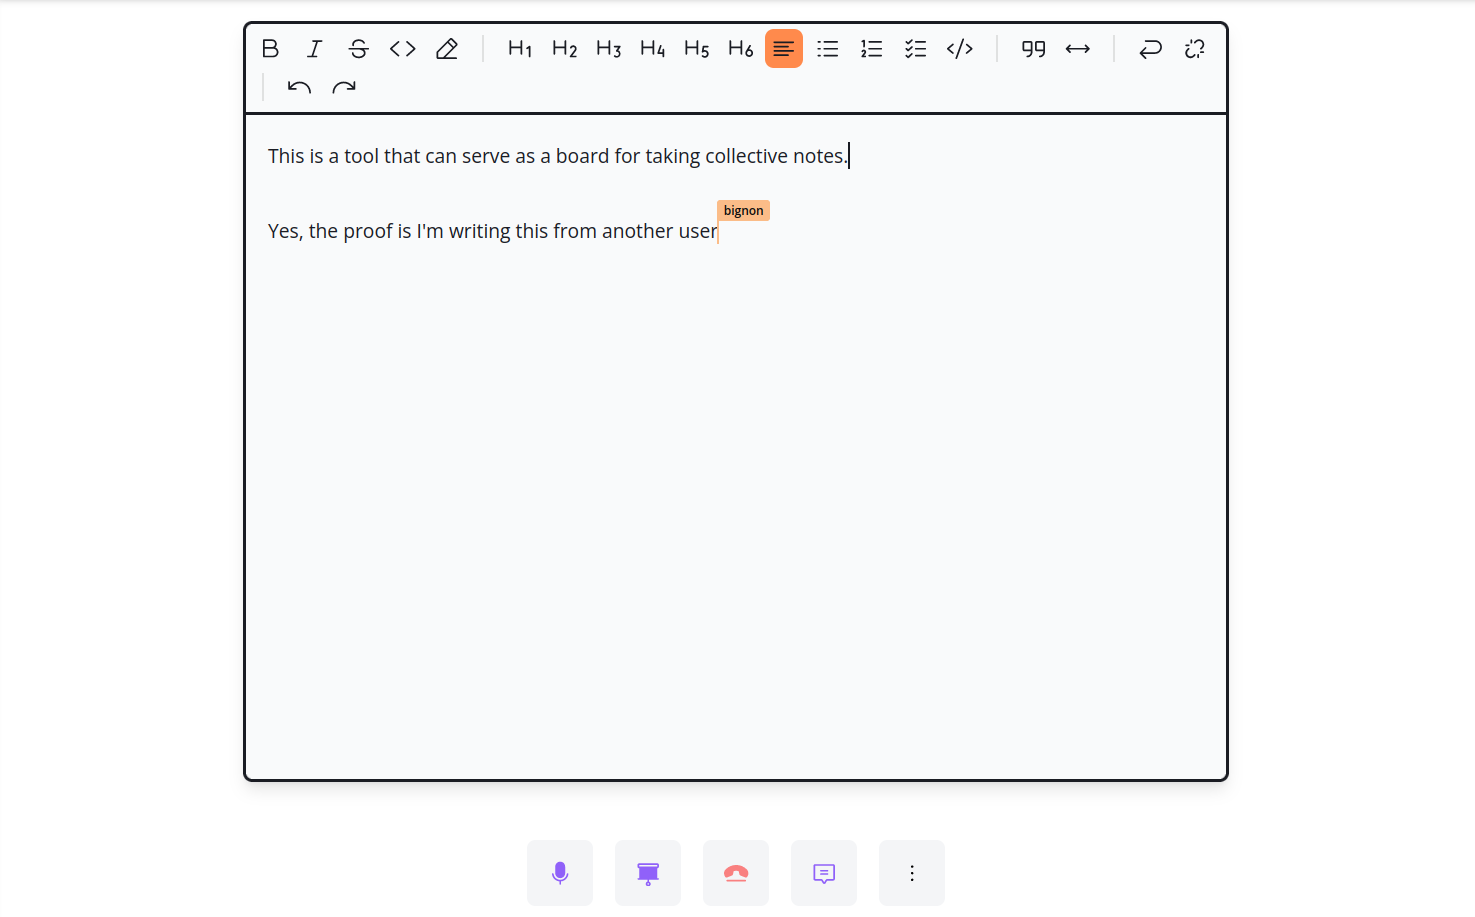 B I S <> H1 H2 H3 H4 H5 H6 </> 99
This is a tool that can serve as a board for taking collective notes.
bignon
Yes, the proof is I'm writing this from another user